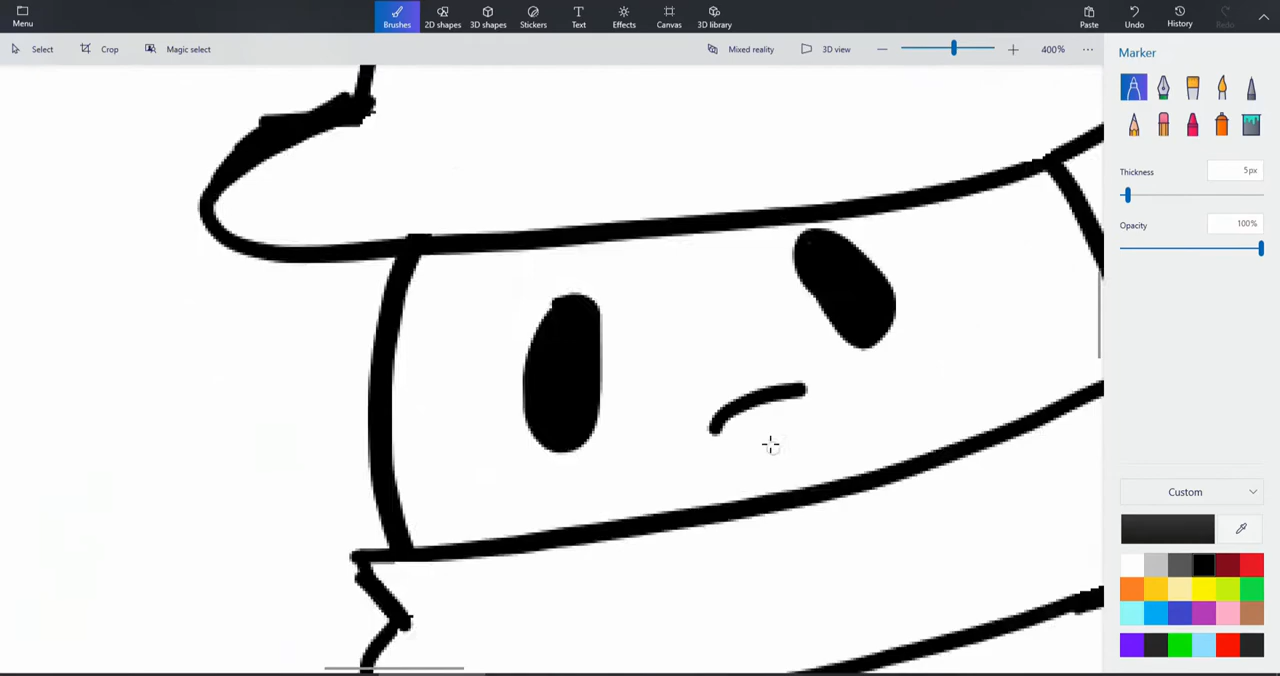 Menu
Brushes
2D shapes
3D shapes
Stickers
Text
Effects
Canvas
3D library
Paste
Undo
History
Redo
Select
Crop
Magic select
Mixed reality
3D view
400%
Marker
Thickness
5px
Opacity
100%
Custom